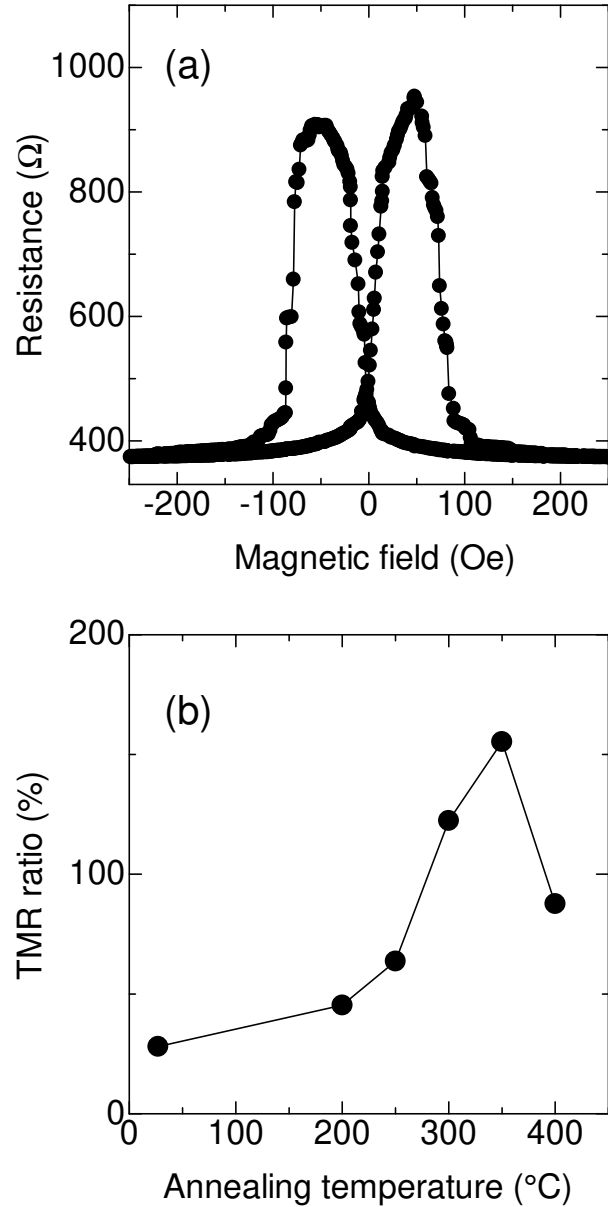 (a)
1000
800
600
400
Resistance (Ω)
-200 -100 0 100 200
Magnetic field (Oe)
(b)
200
100
0
TMR ratio (%)
0 100 200 300 400
Annealing temperature (°C)